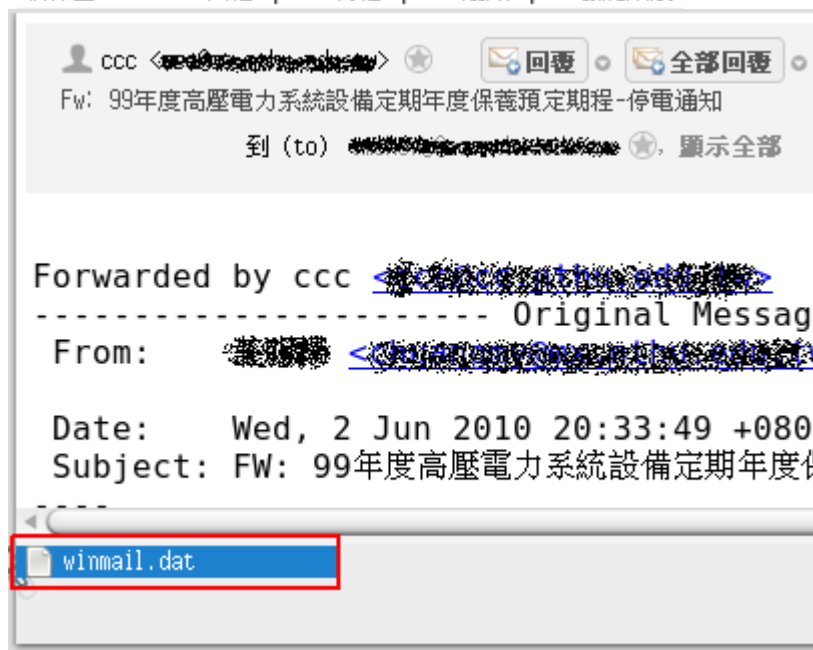 ccc < > 回覆 全部回覆
Fw: 99年度高壓電力系統設備定期年度保養預定期程-停電通知
到 (to) , 顯示全部
Forwarded by ccc < >
----------------------- Original Messag
From: <
Date: Wed, 2 Jun 2010 20:33:49 +080
Subject: FW: 99年度高壓電力系統設備定期年度
----
winmail.dat